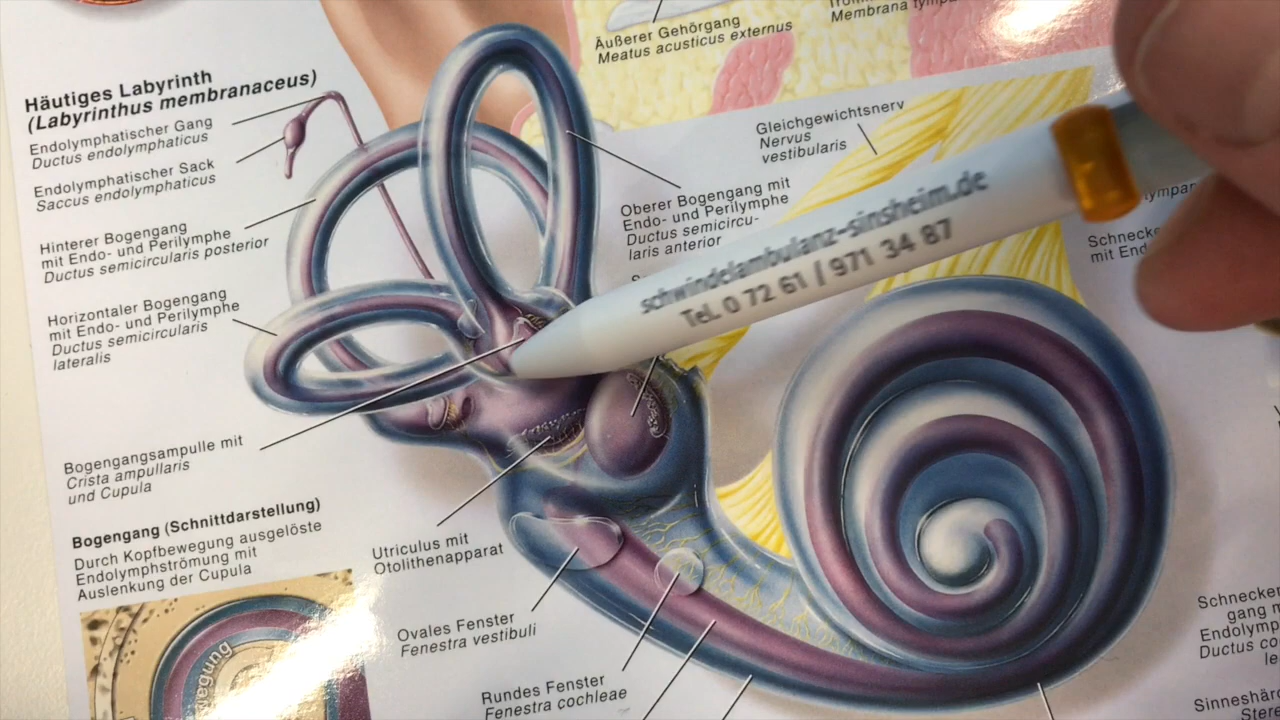 Äußerer Gehörgang
Meatus acusticus externus
Membrana
Häutiges Labyrinth
(Labyrinthus membranaceus)
Endolymphatischer Gang
Ductus endolymphaticus
Endolymphatischer Sack
Saccus endolymphaticus
Hinterer Bogengang
mit Endo- und Perilymphe
Ductus semicircularis posterior
Horizontaler Bogengang
mit Endo- und Perilymphe
Ductus semicircularis
lateralis
Gleichgewichtsnerv
Nervus
vestibularis
Oberer Bogengang mit
Endo- und Perilymphe
Ductus semicircu-
laris anterior
schwindelambulanz-sinsheim.de
Tel. 0 72 61 / 971 34 87
Schnecke
mit End
Bogengangsampulle mit
Crista ampullaris
und Cupula
Bogengang (Schnittdarstellung)
Durch Kopfbewegung ausgelöste
Endolymphströmung mit
Auslenkung der Cupula
wegung
Utriculus mit
Otolithenapparat
Ovales Fenster
Fenestra vestibuli
Rundes Fenster
Fenestra cochleae
Schnecken
gang m
Endolymp
Ductus co
le
Sinneshär
Stere